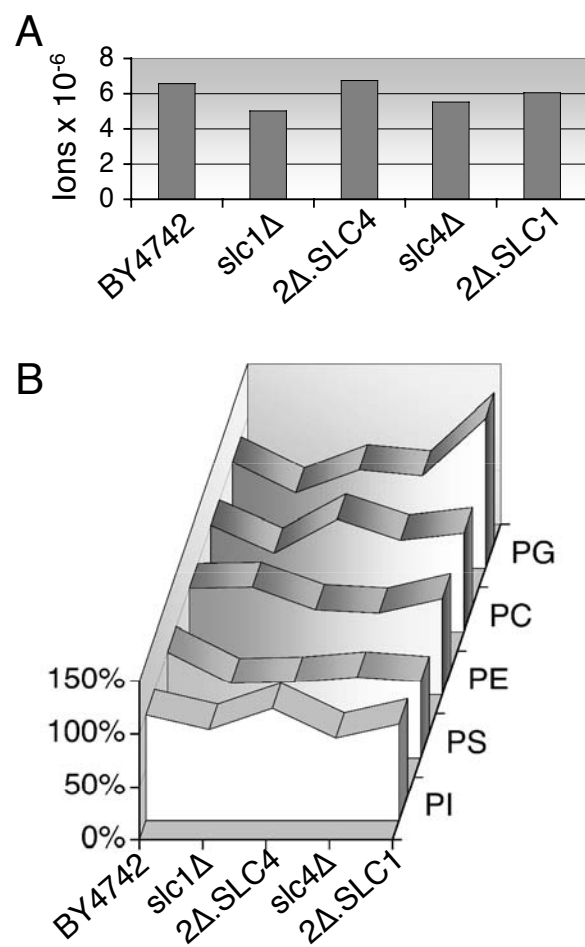 A
Ions x 10-6
8
6
4
2
0
BY4742
slc1Δ
2Δ.SLC4
slc4Δ
2Δ.SLC1
B
150%
100%
50%
0%
PG
PC
PE
PS
PI
BY4742
slc1Δ
2Δ.SLC4
slc4Δ
2Δ.SLC1